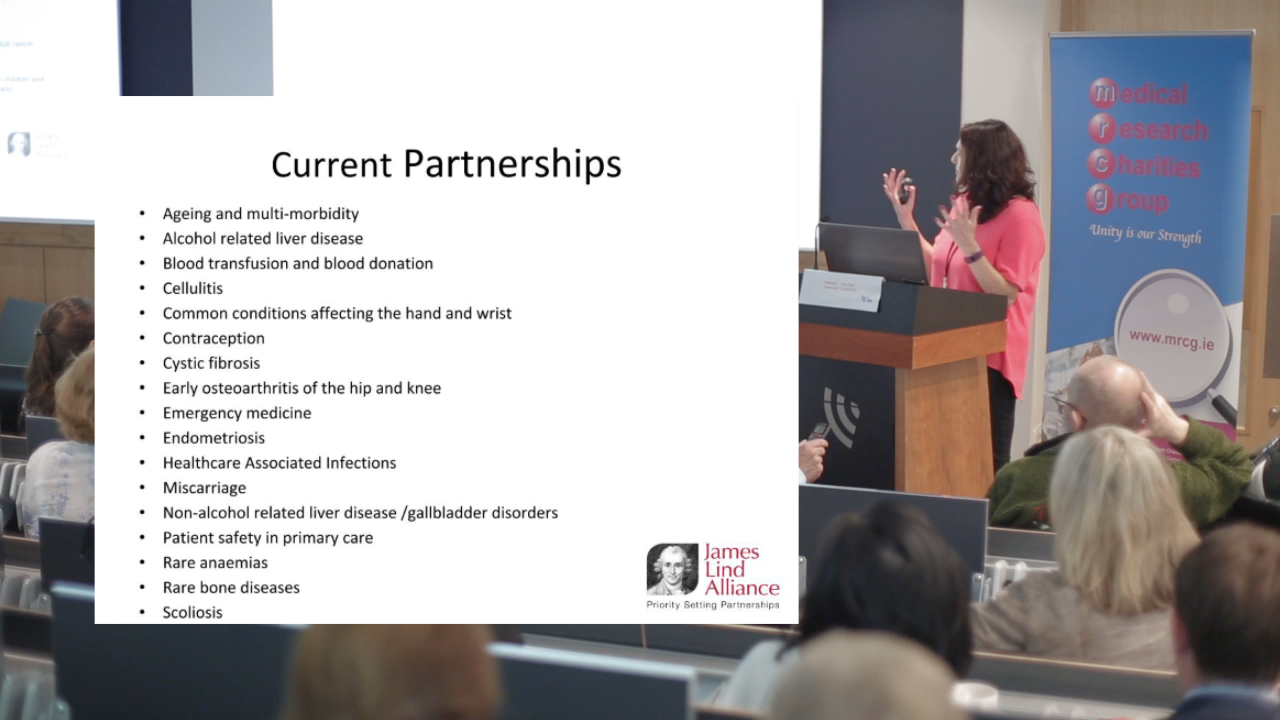 Current Partnerships
• Ageing and multi-morbidity
• Alcohol related liver disease
• Blood transfusion and blood donation
• Cellulitis
• Common conditions affecting the hand and wrist
• Contraception
• Cystic fibrosis
• Early osteoarthritis of the hip and knee
• Emergency medicine
• Endometriosis
• Healthcare Associated Infections
• Miscarriage
• Non-alcohol related liver disease /gallbladder disorders
• Patient safety in primary care
• Rare anaemias
• Rare bone diseases
• Scoliosis
James
Lind
Alliance
Priority Setting Partnerships
medical
research
Charities
group
Unity is our Strength
www.mrcg.ie